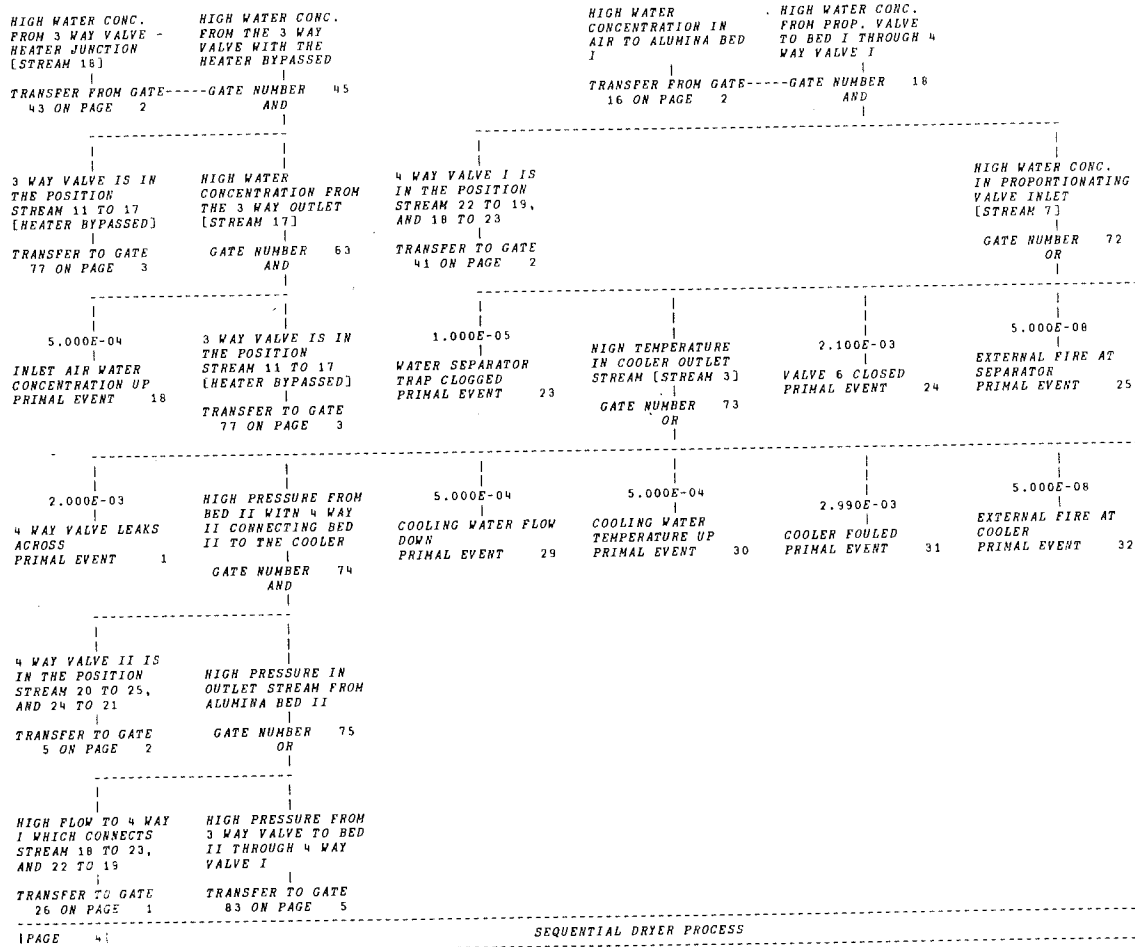 HIGH WATER CONC.
FROM 3 WAY VALVE -
HEATER JUNCTION
[STREAM 18]
TRANSFER FROM GATE-----GATE NUMBER 45
43 ON PAGE 2
HIGH WATER CONC.
FROM THE 3 WAY
VALVE WITH THE
HEATER BYPASSED
AND
HIGH WATER
CONCENTRATION IN
AIR TO ALUMINA BED
I
TRANSFER FROM GATE-----GATE NUMBER 18
16 ON PAGE 2
HIGH WATER CONC.
FROM PROP. VALVE
TO BED I THROUGH 4
WAY VALVE I
AND
3 WAY VALVE IS IN
THE POSITION
STREAM 11 TO 17
[HEATER BYPASSED]
TRANSFER TO GATE
77 ON PAGE 3
HIGH WATER
CONCENTRATION FROM
THE 3 WAY OUTLET
[STREAM 17]
GATE NUMBER 63
AND
4 WAY VALVE I IS
IN THE POSITION
STREAM 22 TO 19,
AND 18 TO 23
TRANSFER TO GATE
41 ON PAGE 2
HIGH WATER CONC.
IN PROPORTIONATING
VALVE INLET
[STREAM 7]
GATE NUMBER 72
OR
5.000E-04
INLET AIR WATER
CONCENTRATION UP
PRIMAL EVENT 18
3 WAY VALVE IS IN
THE POSITION
STREAM 11 TO 17
[HEATER BYPASSED]
TRANSFER TO GATE
77 ON PAGE 3
1.000E-05
WATER SEPARATOR
TRAP CLOGGED
PRIMAL EVENT 23
NIGN TEMPERATURE
IN COOLER OUTLET
STREAM [STREAM 3]
GATE NUMBER 73
OR
2.100E-03
VALVE 6 CLOSED
PRIMAL EVENT 24
5.000E-08
EXTERNAL FIRE AT
SEPARATOR
PRIMAL EVENT 25
2.000E-03
4 WAY VALVE LEAKS
ACROSS
PRIMAL EVENT 1
HIGH PRESSURE FROM
BED II WITN 4 WAY
II CONNECTING BED
II TO TNE COOLER
GATE NUMBER 74
AND
5.000E-04
COOLING WATER FLOW
DOWN
PRIMAL EVENT 29
5.000E-04
COOLING WATER
TEMPERATURE UP
PRIMAL EVENT 30
2.990E-03
COOLER FOULED
PRIMAL EVENT 31
5.000E-08
EXTERNAL FIRE AT
COOLER
PRIMAL EVENT 32
4 WAY VALVE II IS
IN THE POSITION
STREAM 20 TO 25,
AND 24 TO 21
TRANSFER TO GATE
5 ON PAGE 2
HIGH PRESSURE IN
OUTLET STREAM FROM
ALUMINA BED II
GATE NUMBER 75
OR
HIGH FLOW TO 4 WAY
I WHICH CONNECTS
STREAM 18 TO 23,
AND 22 TO 19
TRANSFER TO GATE
26 ON PAGE 1
HIGH PRESSURE FROM
3 WAY VALVE TO BED
II THROUGH 4 WAY
VALVE I
TRANSFER TO GATE
83 ON PAGE 5
|PAGE 4|
SEQUENTIAL DRYER PROCESS